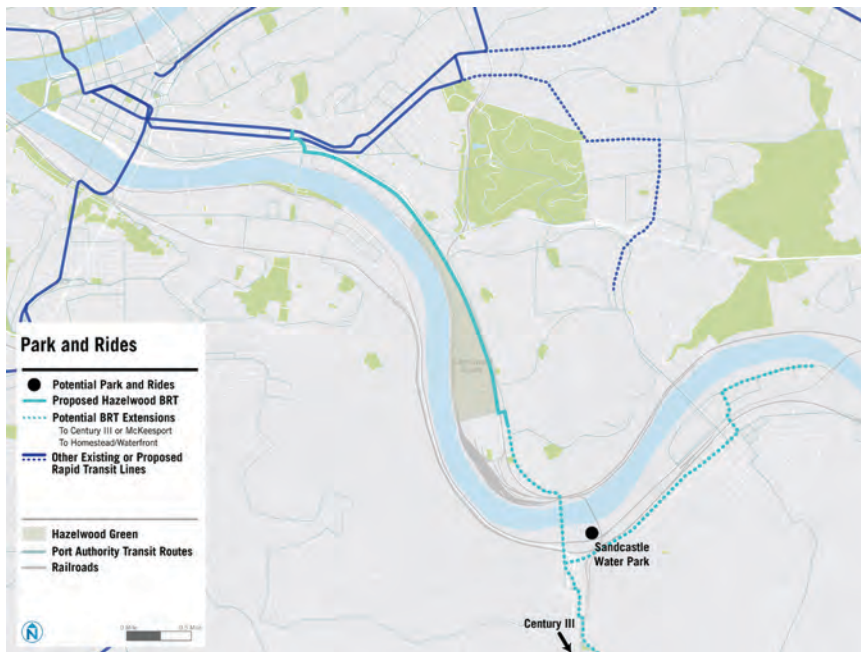 Park and Rides
Potential Park and Rides
Proposed Hazelwood BRT
Potential BRT Extensions
To Century III or McKeesport
To Homestead/Waterfront
Other Existing or Proposed
Rapid Transit Lines
Hazelwood Green
Port Authority Transit Routes
Railroads
N
Sandcastle
Water Park
Century III